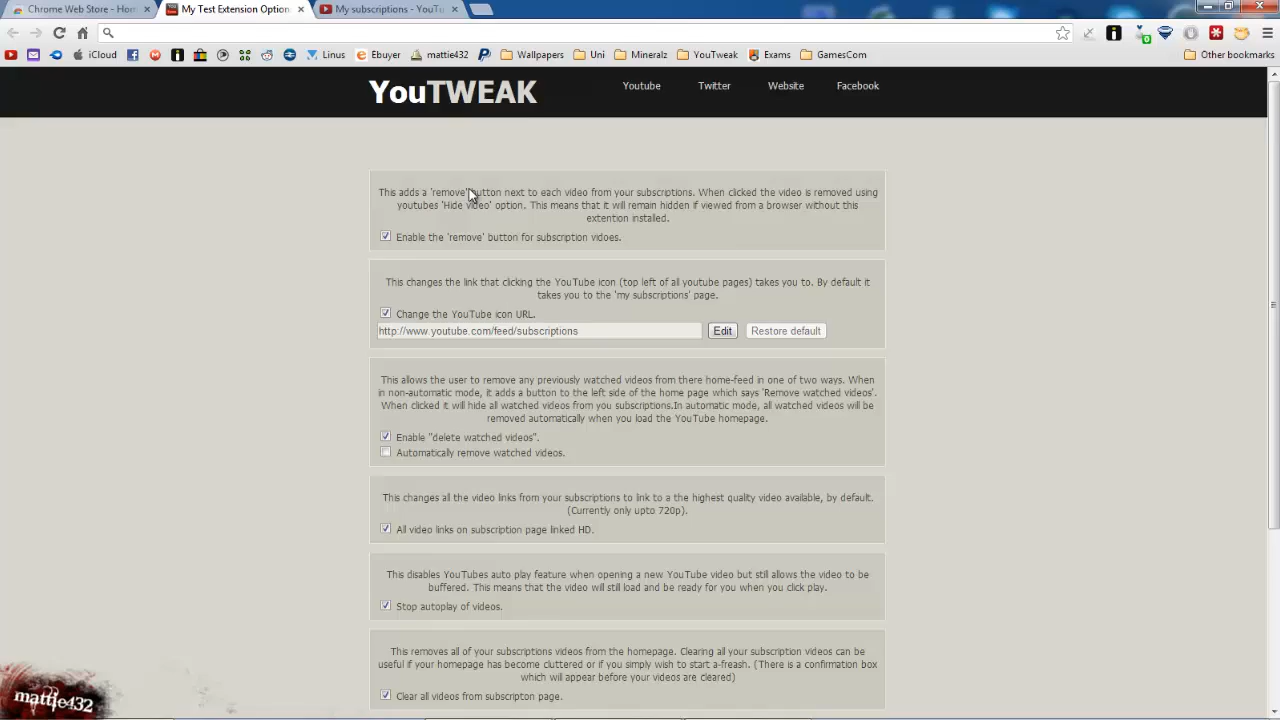 Chrome Web Store - Hom
My Test Extension Option
My subscriptions - YouTu
iCloud
Linus
Ebuyer
mattie432
Wallpapers
Uni
Mineralz
YouTweak
Exams
GamesCom
Other bookmarks
YouTWEAK
Youtube
Twitter
Website
Facebook
This adds a 'remove' button next to each video from your subscriptions. When clicked the video is removed using
youtubes 'Hide video' option. This means that it will remain hidden if viewed from a browser without this
extention installed.
Enable the 'remove' button for subscription vidoes.
This changes the link that clicking the YouTube icon (top left of all youtube pages) takes you to. By default it
takes you to the 'my subscriptions' page.
Change the YouTube icon URL.
http://www.youtube.com/feed/subscriptions
Edit
Restore default
This allows the user to remove any previously watched videos from there home-feed in one of two ways. When
in non-automatic mode, it adds a button to the left side of the home page which says 'Remove watched videos'.
When clicked it will hide all watched videos from you subscriptions.In automatic mode, all watched videos will be
removed automatically when you load the YouTube homepage.
Enable "delete watched videos".
Automatically remove watched videos.
This changes all the video links from your subscriptions to link to a the highest quality video available, by default.
(Currently only upto 720p).
All video links on subscription page linked HD.
This disables YouTubes auto play feature when opening a new YouTube video but still allows the video to be
buffered. This means that the video will still load and be ready for you when you click play.
Stop autoplay of videos.
This removes all of your subscriptions videos from the homepage. Clearing all your subscription videos can be
useful if your homepage has become cluttered or if you simply wish to start a-freash. (There is a confirmation box
which will appear before your videos are cleared)
Clear all videos from subscripton page.
mattie432